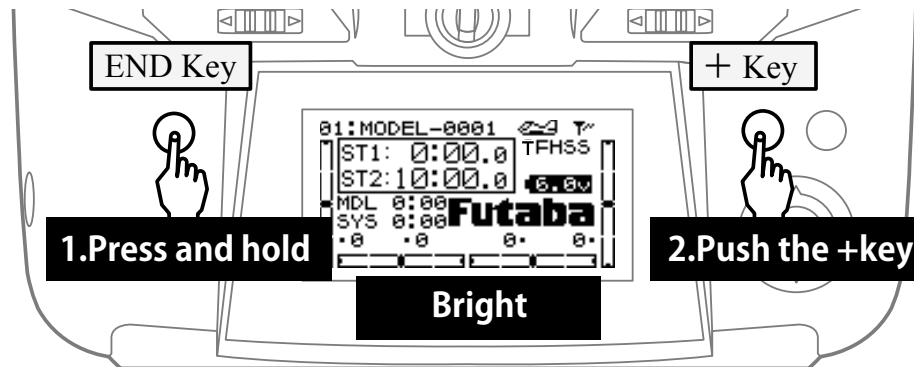 END Key
+ Key
01:MODEL-0001
TFHSS
ST1: 0:00.0
ST2:10:00.0
6.0v
MDL 0:00
SYS 0:00
Futaba
·0 ·0 0· 0·
1.Press and hold
2.Push the +key
Bright